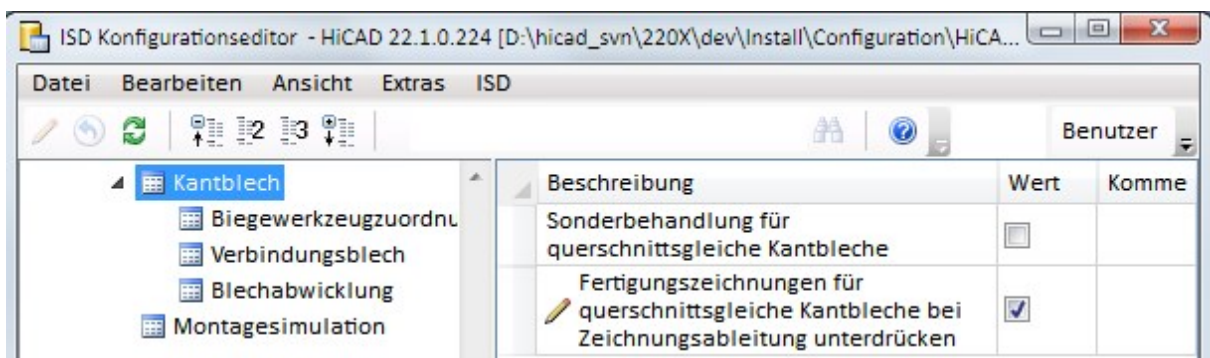 ISD Konfigurationseditor - HiCAD 22.1.0.224 [D:\hicad_svn\220X\dev\Install\Configuration\HiCA...
Datei Bearbeiten Ansicht Extras ISD
2 3 Benutzer
Kantblech
Biegewerkzeugzuordnu
Verbindungsblech
Blechabwicklung
Montagesimulation
Beschreibung Wert Komme
Sonderbehandlung für
querschnittsgleiche Kantbleche
Fertigungszeichnungen für
querschnittsgleiche Kantbleche bei
Zeichnungsableitung unterdrücken